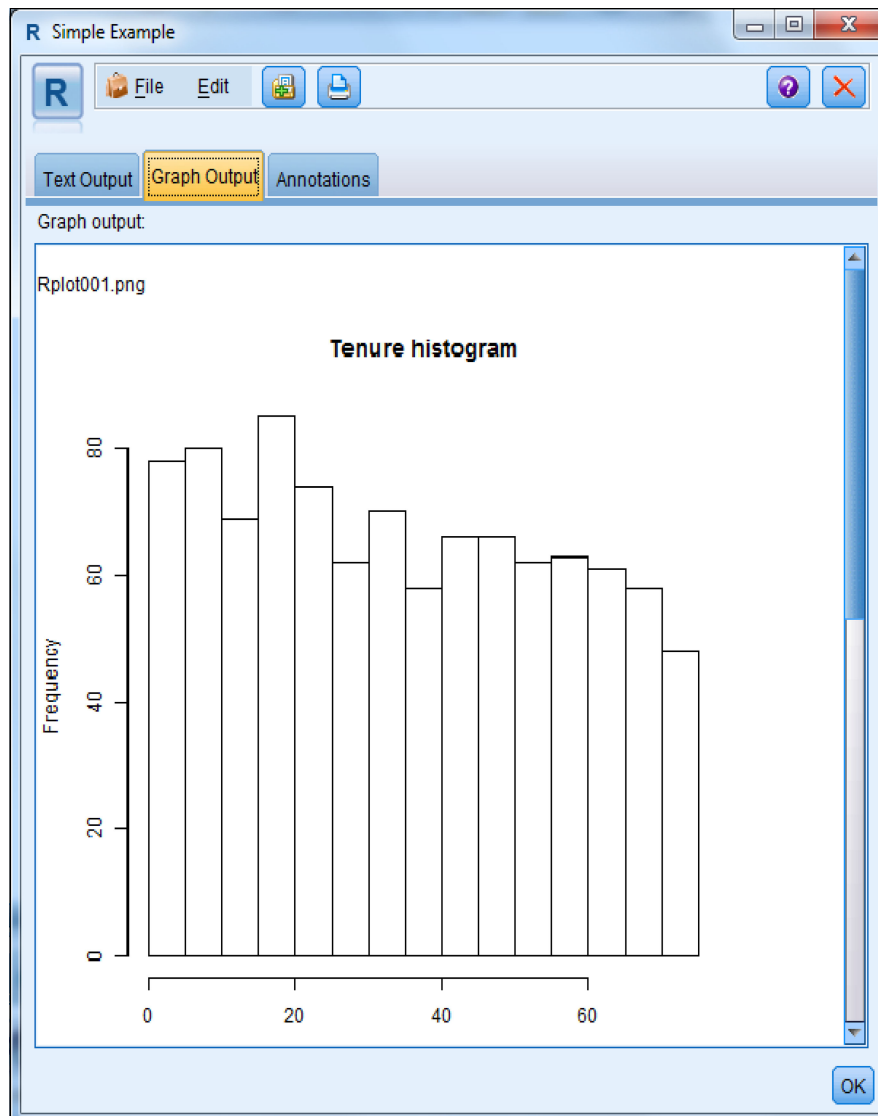 R Simple Example
R File Edit
Text Output Graph Output Annotations
Graph output:
Rplot001.png
Tenure histogram
80
60
40
20
0
Frequency
0 20 40 60
OK